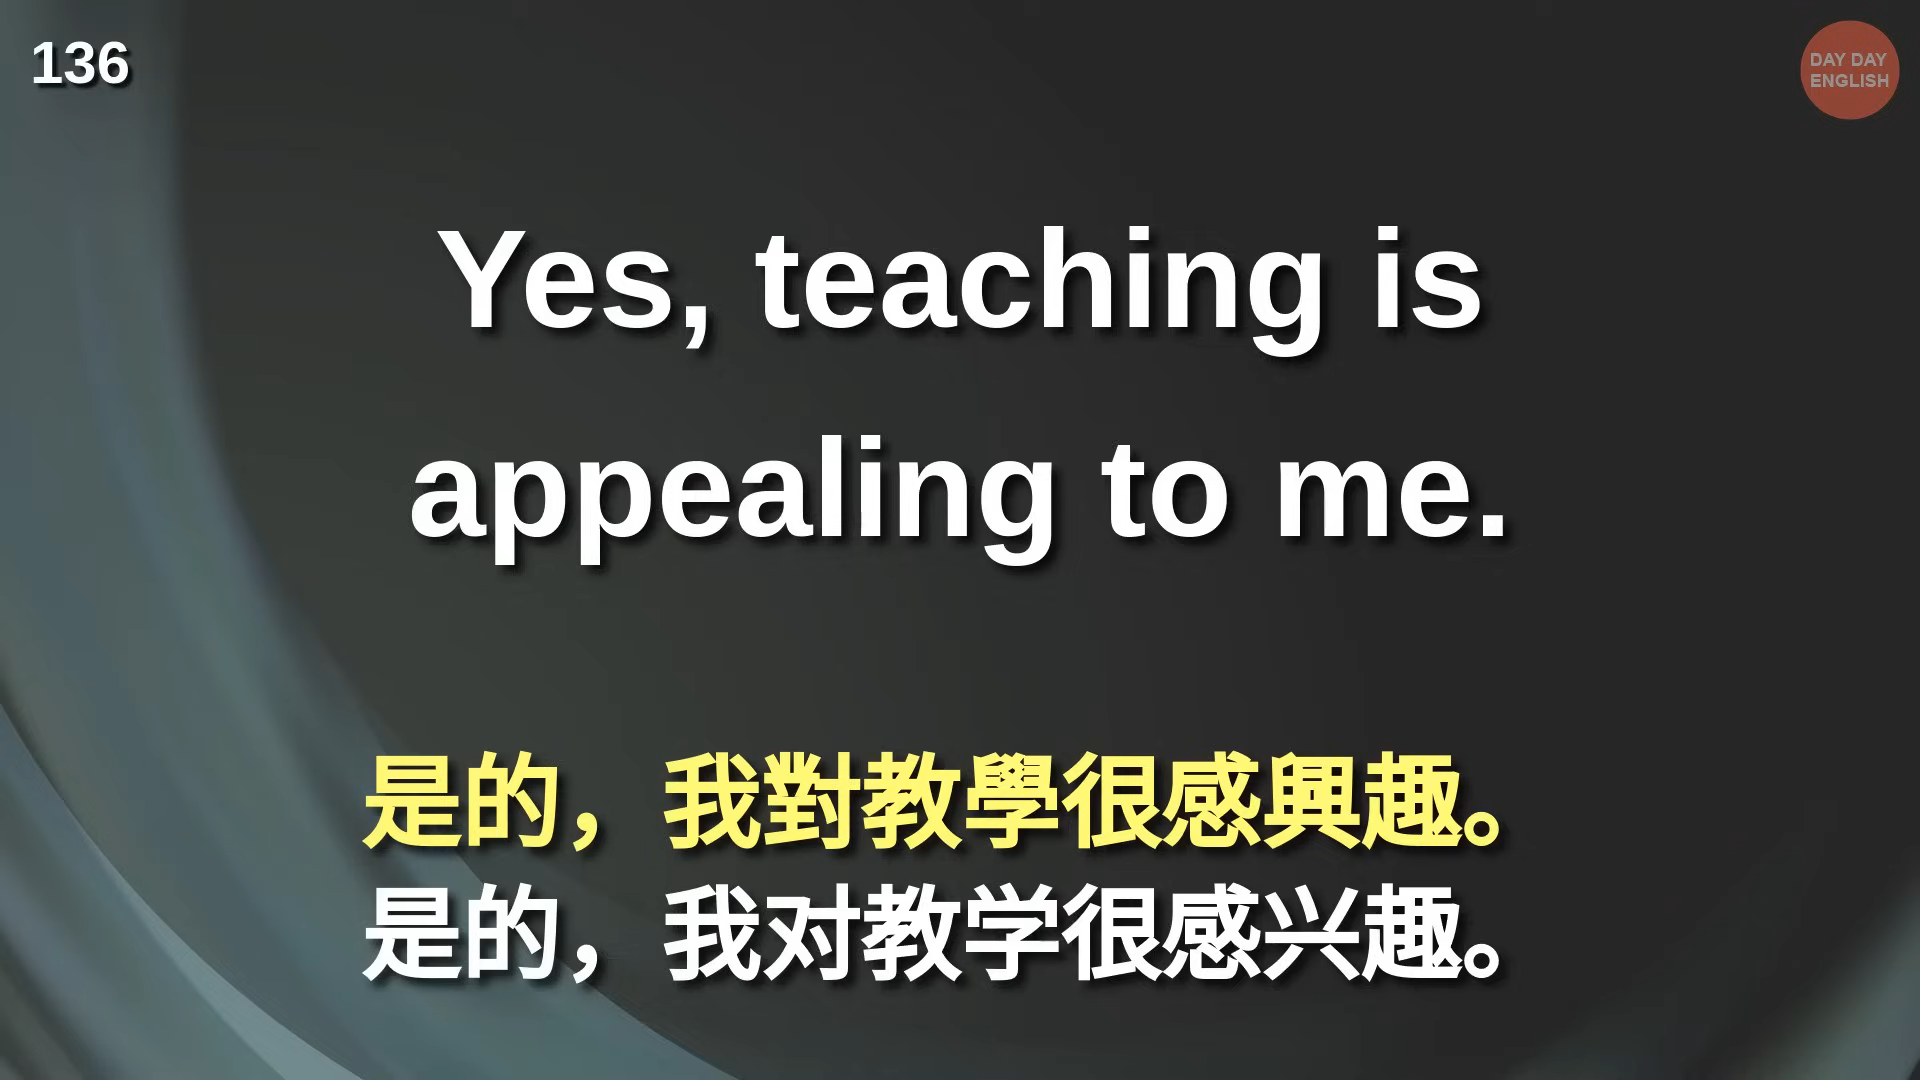 136
DAY DAY
ENGLISH
Yes, teaching is
appealing to me.
是的，我對教學很感興趣。
是的，我对教学很感兴趣。